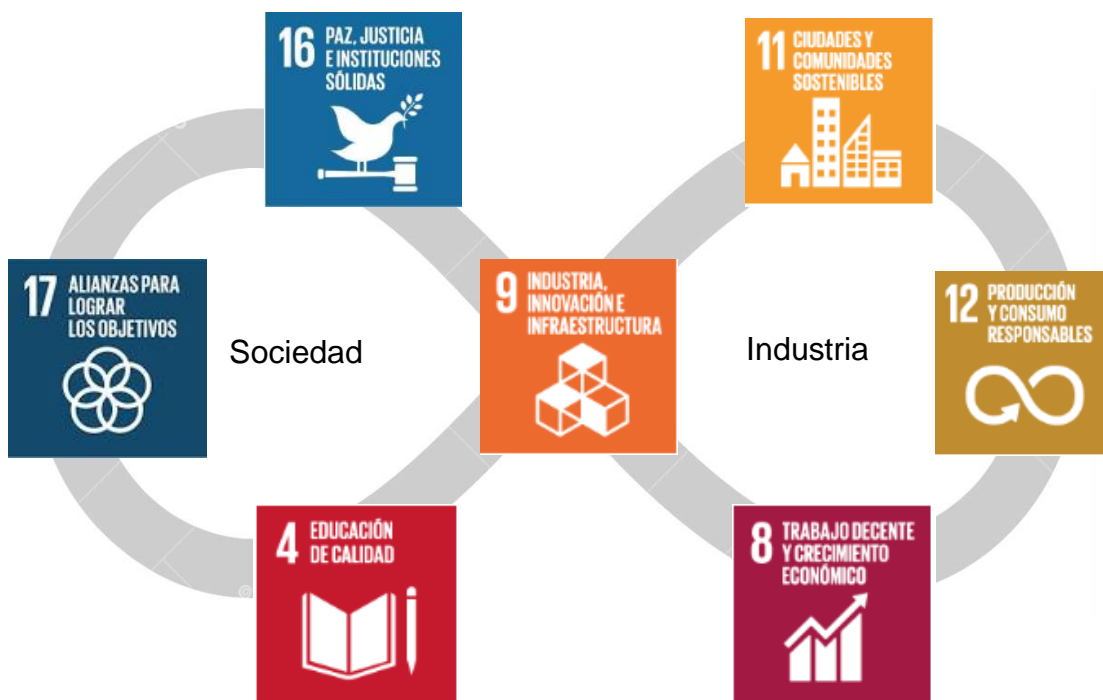 16 PAZ, JUSTICIA
E INSTITUCIONES
SÓLIDAS
11 CIUDADES Y
COMUNIDADES
SOSTENIBLES
17 ALIANZAS PARA
LOGRAR
LOS OBJETIVOS
Sociedad
9 INDUSTRIA,
INNOVACIÓN E
INFRAESTRUCTURA
Industria
12 PRODUCCIÓN
Y CONSUMO
RESPONSABLES
4 EDUCACIÓN
DE CALIDAD
8 TRABAJO DECENTE
Y CRECIMIENTO
ECONÓMICO